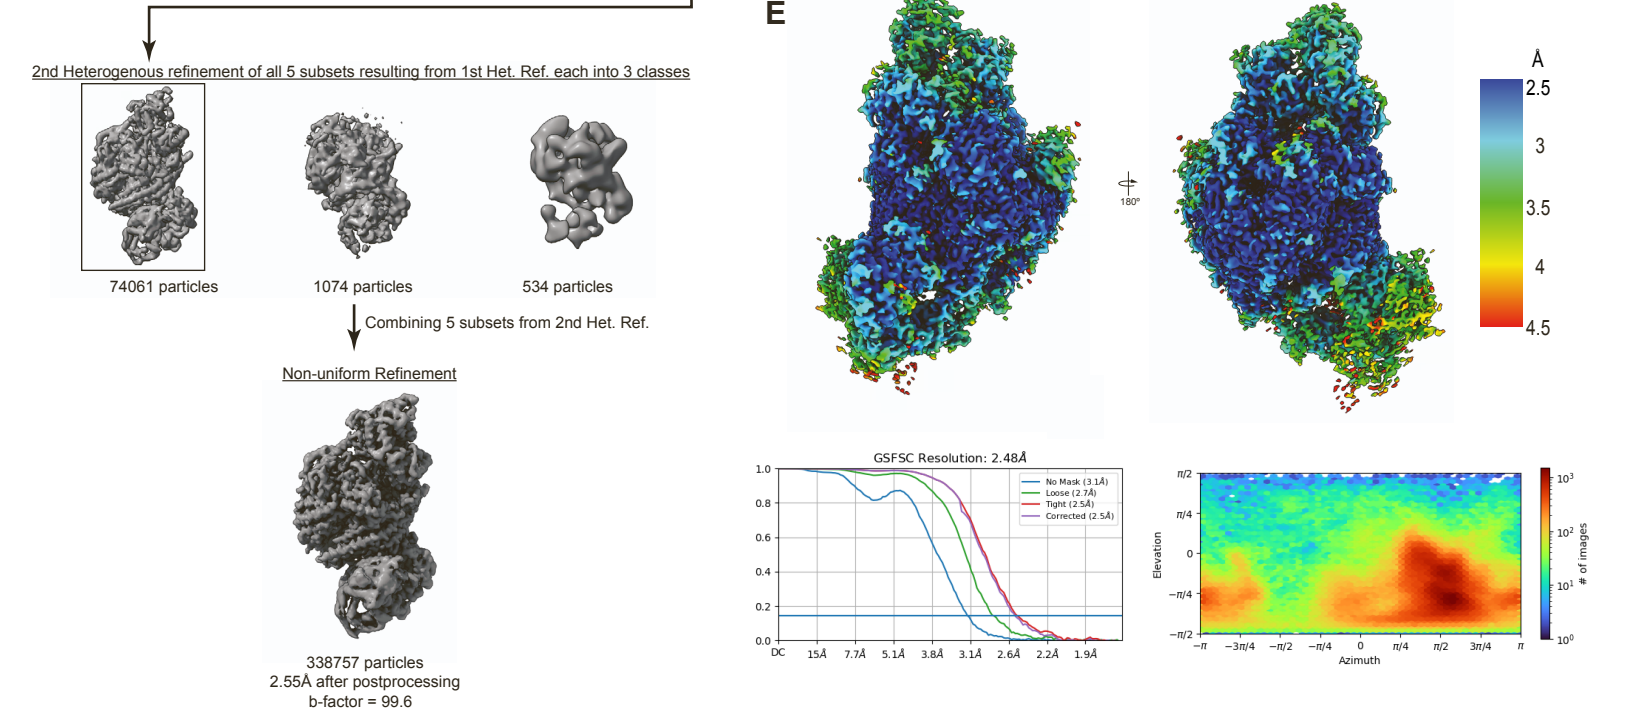 2nd Heterogenous refinement of all 5 subsets resulting from 1st Het. Ref. each into 3 classes
74061 particles
1074 particles
534 particles
Combining 5 subsets from 2nd Het. Ref.
Non-uniform Refinement
338757 particles
2.55Å after postprocessing
b-factor = 99.6
E
180°
Å
2.5
3
3.5
4
4.5
GSFSC Resolution: 2.48Å
1.0
0.8
0.6
0.4
0.2
0.0
No Mask (3.1Å)
Loose (2.7Å)
Tight (2.5Å)
Corrected (2.5Å)
DC 15Å 7.7Å 5.1Å 3.8Å 3.1Å 2.6Å 2.2Å 1.9Å
Elevation
π/2
π/4
0
−π/4
−π/2
−π −3π/4 −π/2 −π/4 0 π/4 π/2 3π/4 π
Azimuth
10³
10²
10¹
10⁰
# of images